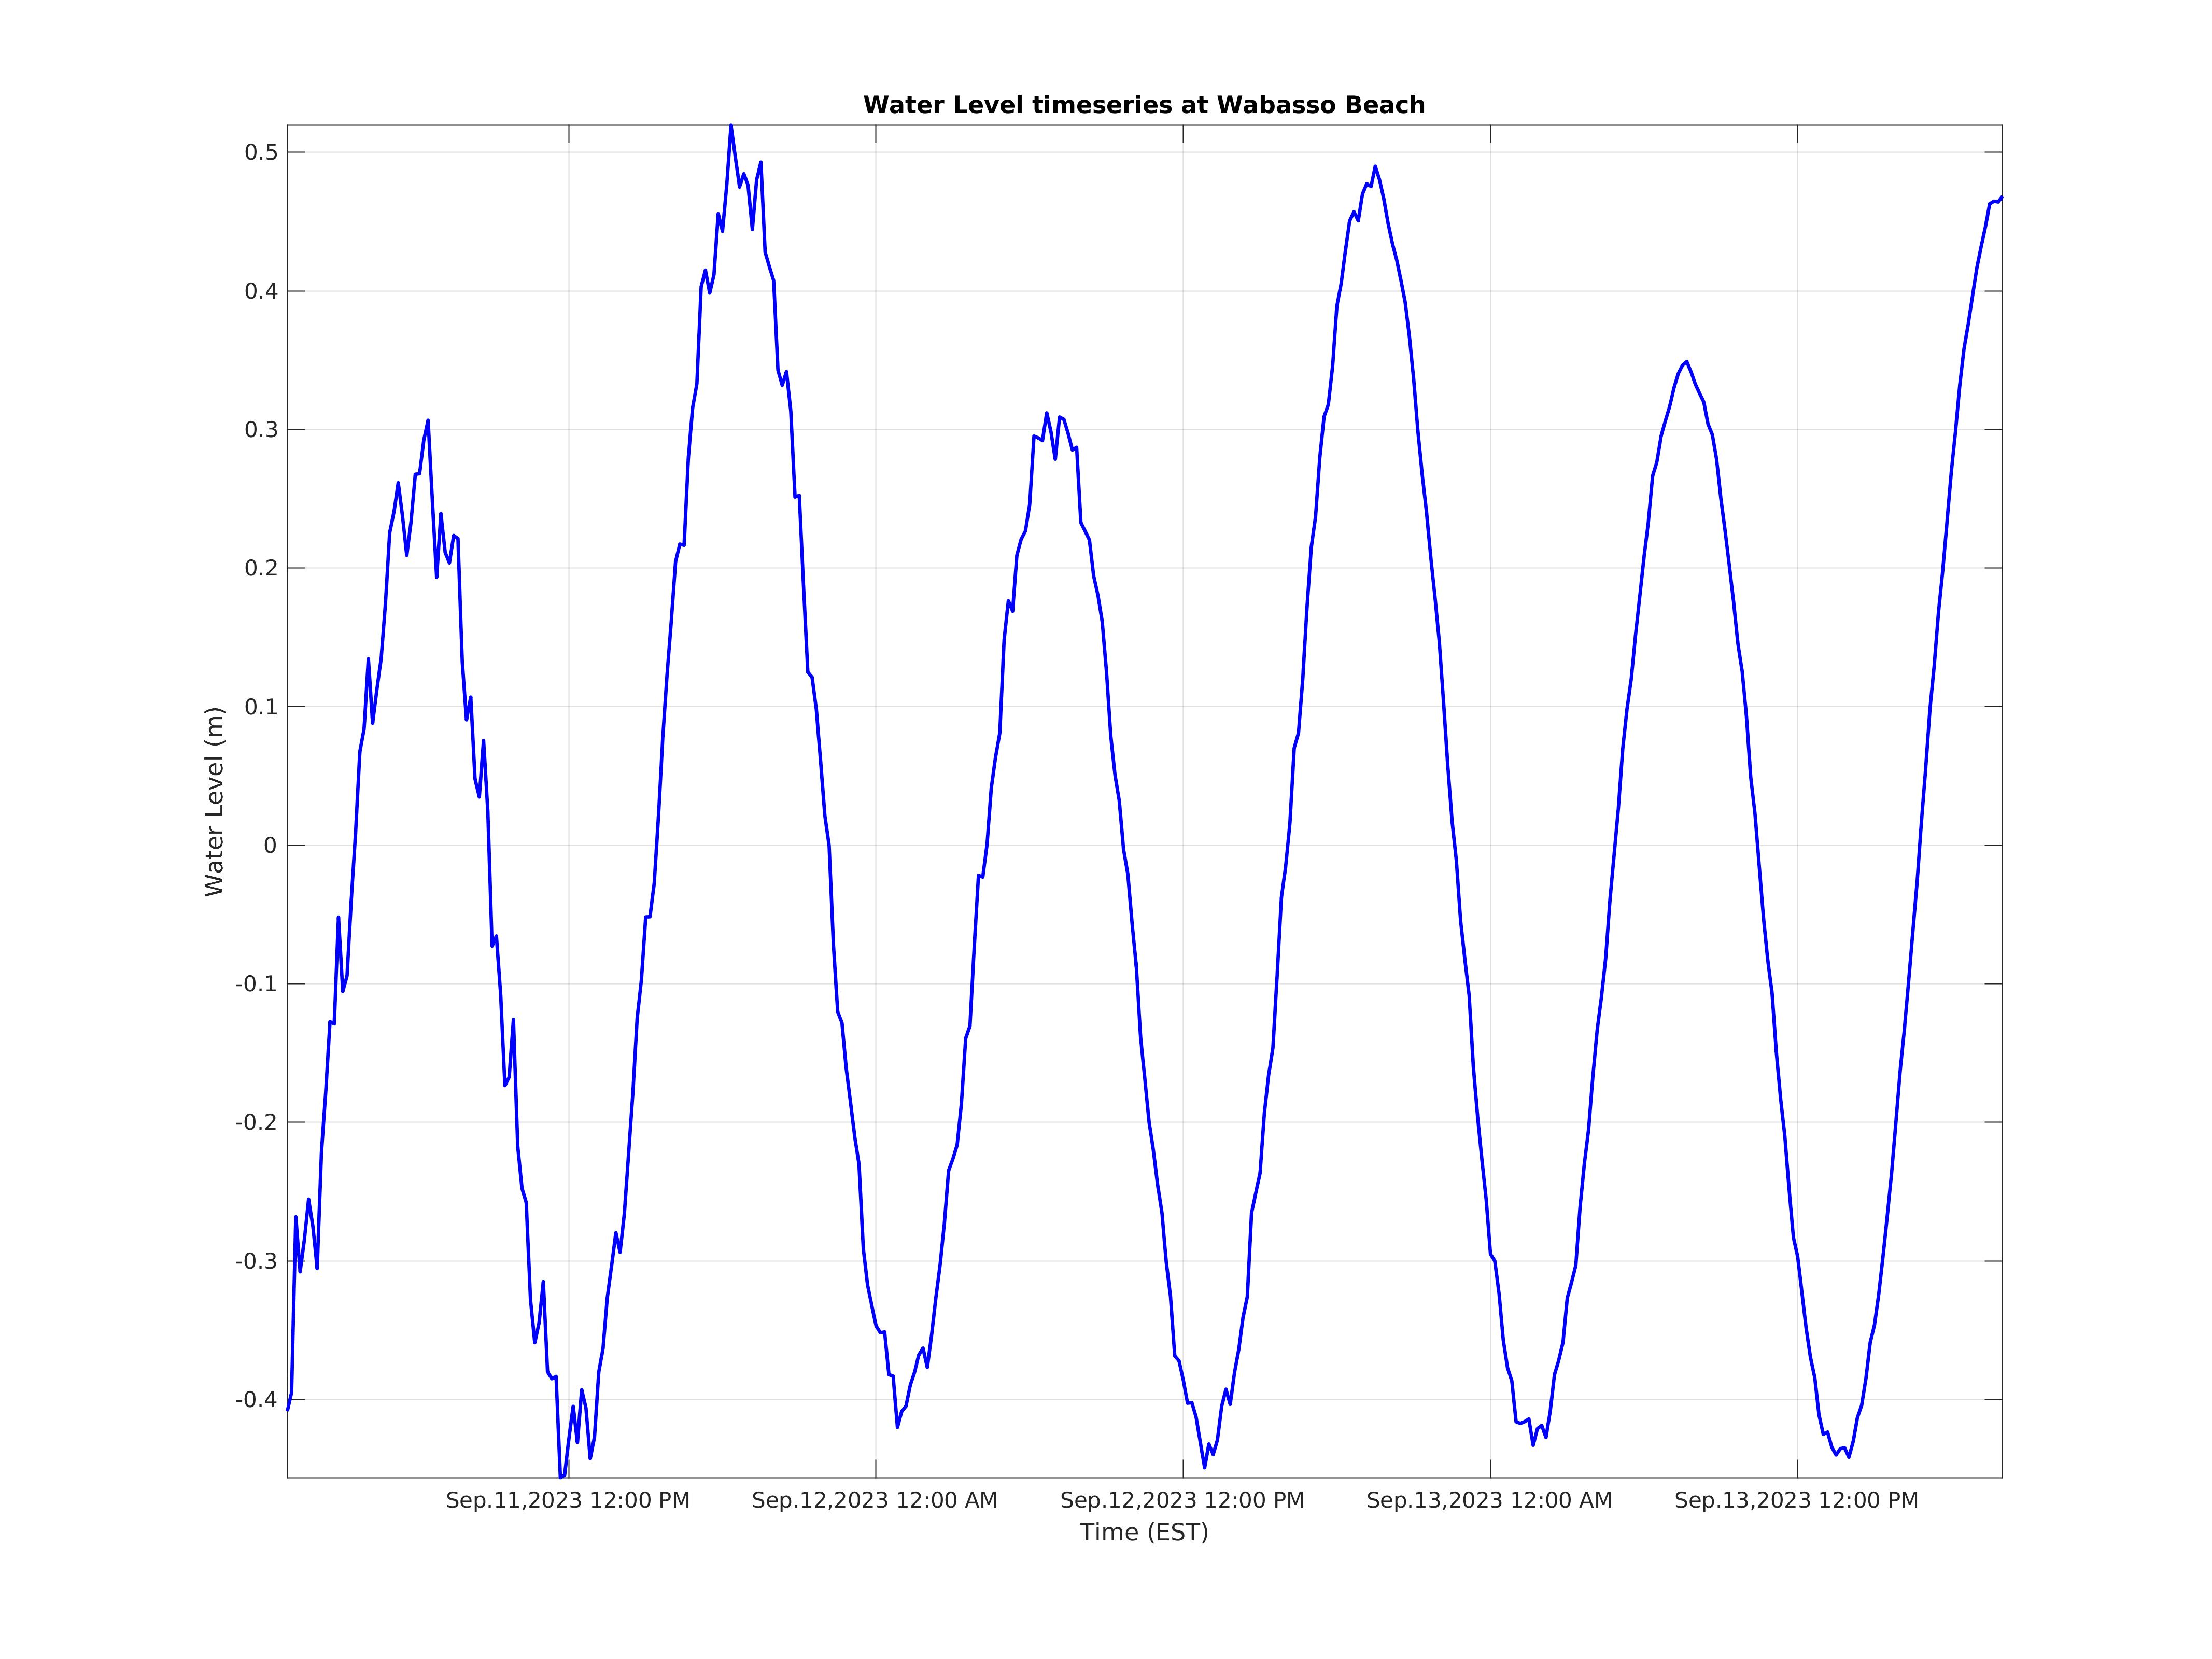 Water Level timeseries at Wabasso Beach
0.5
0.4
0.3
0.2
0.1
0
-0.1
-0.2
-0.3
-0.4
Water Level (m)
Sep.11,2023 12:00 PM
Sep.12,2023 12:00 AM
Sep.12,2023 12:00 PM
Sep.13,2023 12:00 AM
Sep.13,2023 12:00 PM
Time (EST)